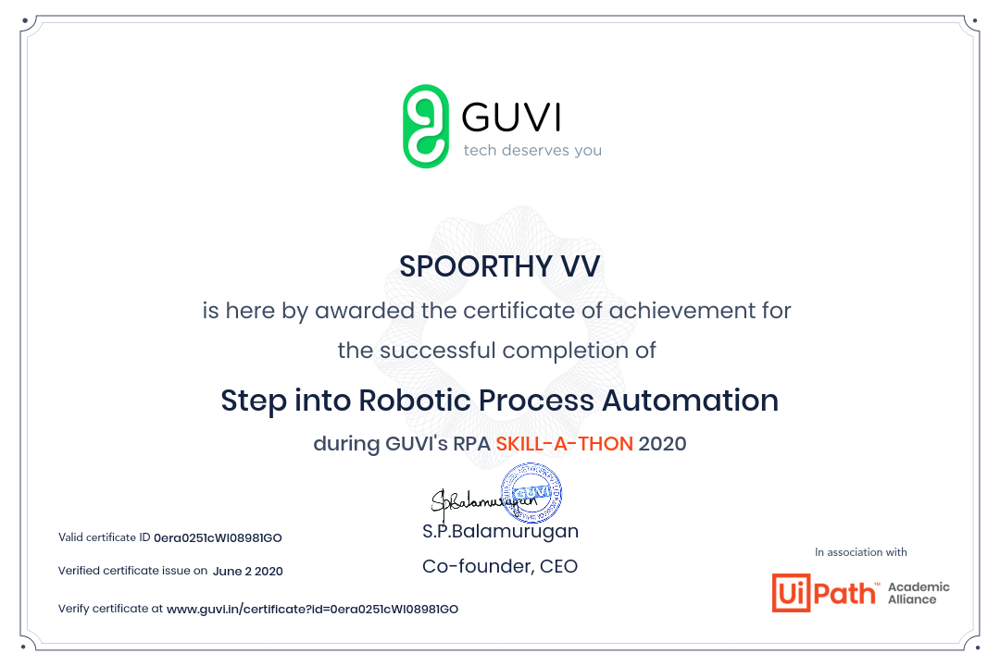 GUVI
tech deserves you
SPOORTHY VV
is here by awarded the certificate of achievement for
the successful completion of
Step into Robotic Process Automation
during GUVI's RPA SKILL-A-THON 2020
SpBalamurugan
GUVI
S.P.Balamurugan
Co-founder, CEO
Valid certificate ID 0era0251cWI08981GO
Verified certificate issue on June 2 2020
Verify certificate at www.guvi.in/certificate?id=0era0251cWI08981GO
In association with
UiPath™ Academic
Alliance